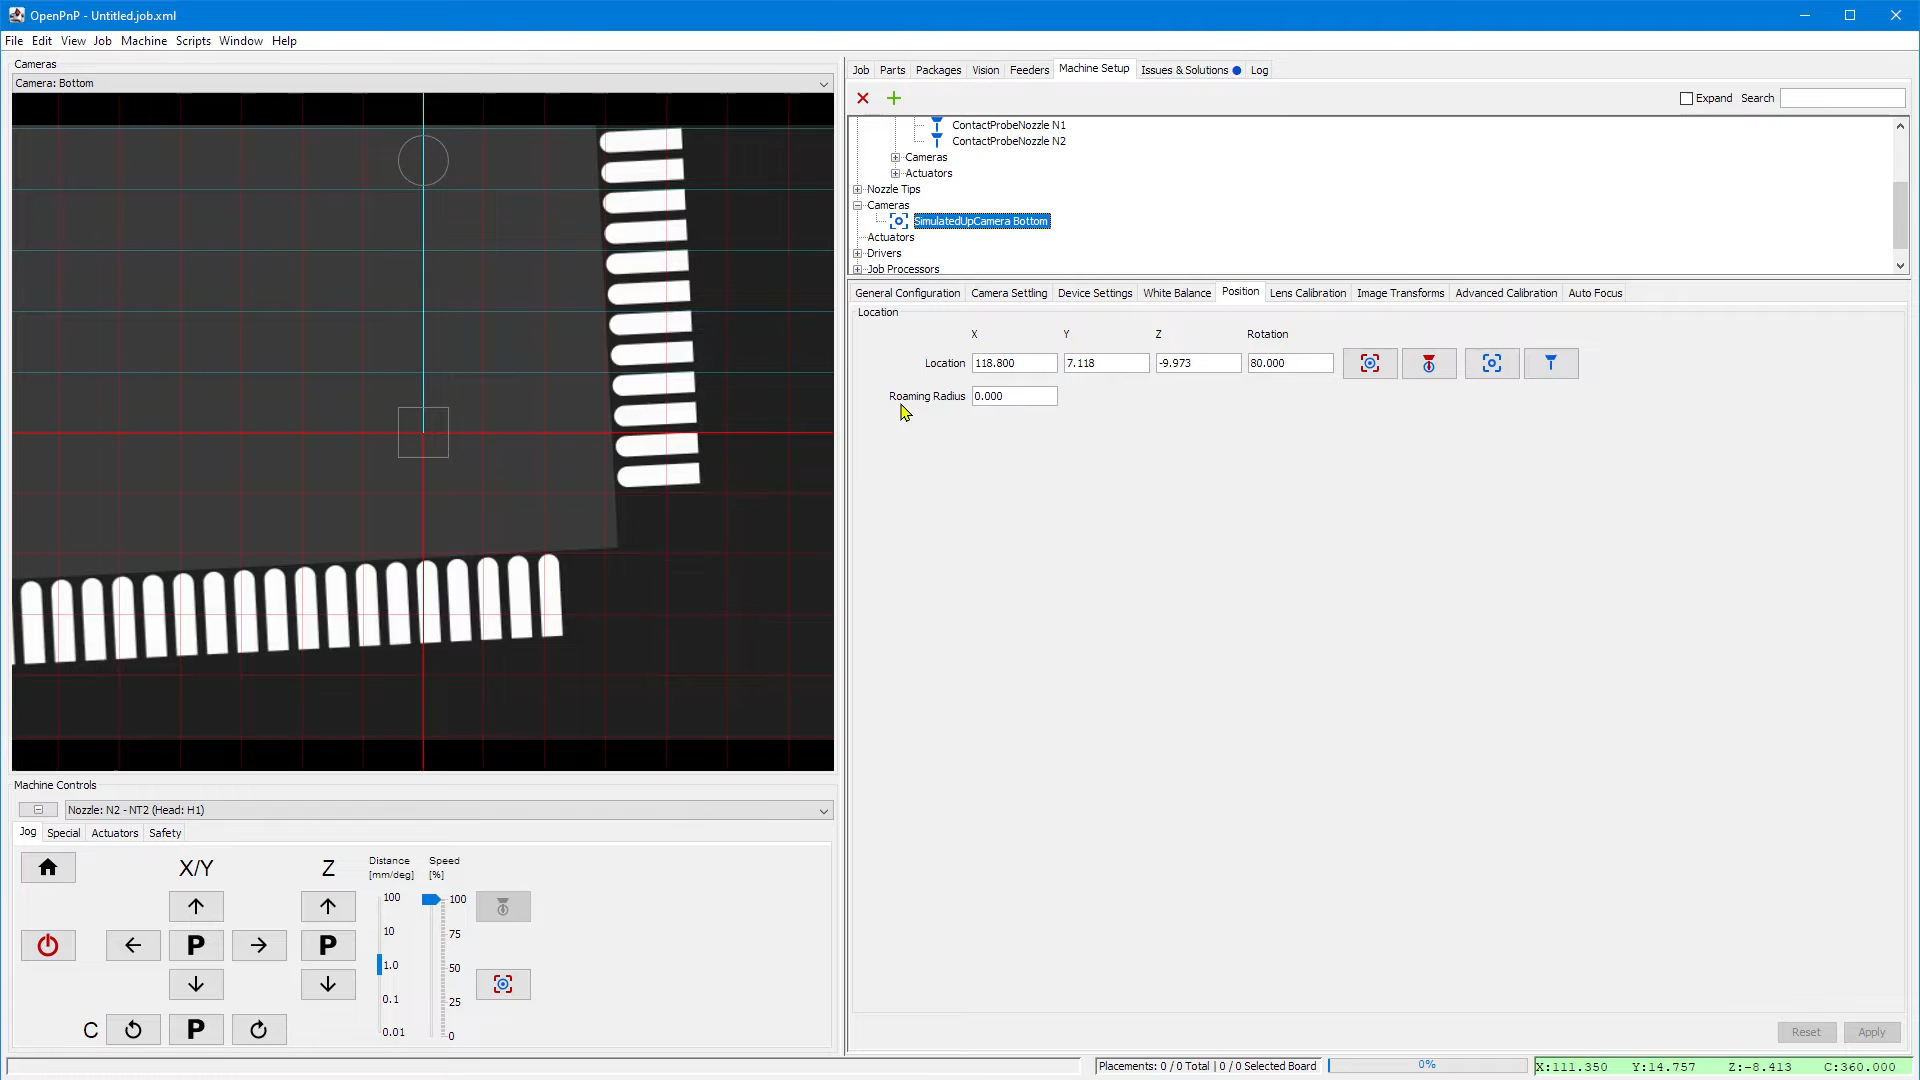 OpenPnP - Untitled.job.xml
File Edit View Job Machine Scripts Window Help
Cameras
Camera: Bottom
Job Parts Packages Vision Feeders Machine Setup Issues & Solutions Log
Expand Search
ContactProbeNozzle N1
ContactProbeNozzle N2
Cameras
Actuators
Nozzle Tips
Cameras
SimulatedUpCamera Bottom
Actuators
Drivers
Job Processors
General Configuration Camera Settling Device Settings White Balance Position Lens Calibration Image Transforms Advanced Calibration Auto Focus
Location
X Y Z Rotation
Location 118.800 7.118 -9.973 80.000
Roaming Radius 0.000
Machine Controls
Nozzle: N2 - NT2 (Head: H1)
Jog Special Actuators Safety
X/Y Z Distance [mm/deg] Speed [%]
100 100
10 75
P P 1.0 50
0.1 25
0.01 0
C P
Reset Apply
Placements: 0 / 0 Total | 0 / 0 Selected Board 0% X:111.350 Y:14.757 Z:-8.413 C:360.000